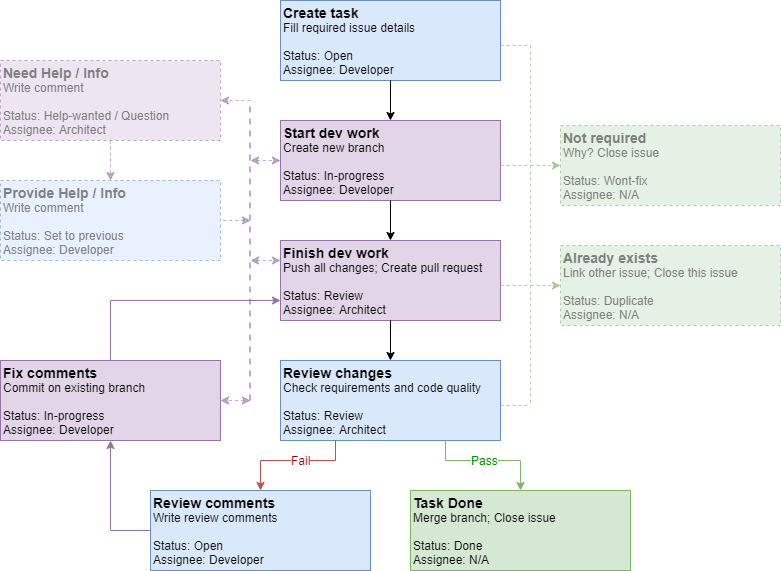 Create task
Fill required issue details
Status: Open
Assignee: Developer
Need Help / Info
Write comment
Status: Help-wanted / Question
Assignee: Architect
Start dev work
Create new branch
Status: In-progress
Assignee: Developer
Not required
Why? Close issue
Status: Wont-fix
Assignee: N/A
Provide Help / Info
Write comment
Status: Set to previous
Assignee: Developer
Finish dev work
Push all changes; Create pull request
Status: Review
Assignee: Architect
Already exists
Link other issue; Close this issue
Status: Duplicate
Assignee: N/A
Fix comments
Commit on existing branch
Status: In-progress
Assignee: Developer
Review changes
Check requirements and code quality
Status: Review
Assignee: Architect
Fail
Pass
Review comments
Write review comments
Status: Open
Assignee: Developer
Task Done
Merge branch; Close issue
Status: Done
Assignee: N/A